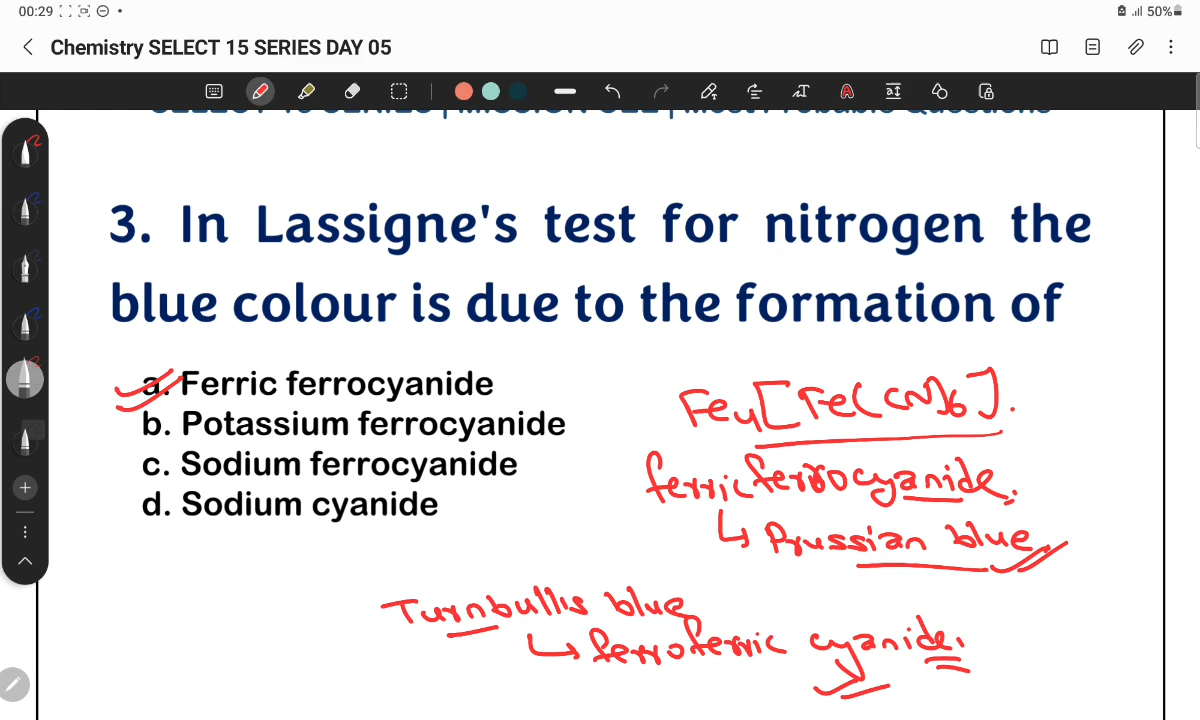 00:29
50%
Chemistry SELECT 15 SERIES DAY 05
3. In Lassigne's test for nitrogen the
blue colour is due to the formation of
a. Ferric ferrocyanide
b. Potassium ferrocyanide
c. Sodium ferrocyanide
d. Sodium cyanide
Fe4[Fe(CN)6].
ferricferrocyanide.
↳ Prussian blue
Turnbull's blue
↳ ferroferric cyanide.